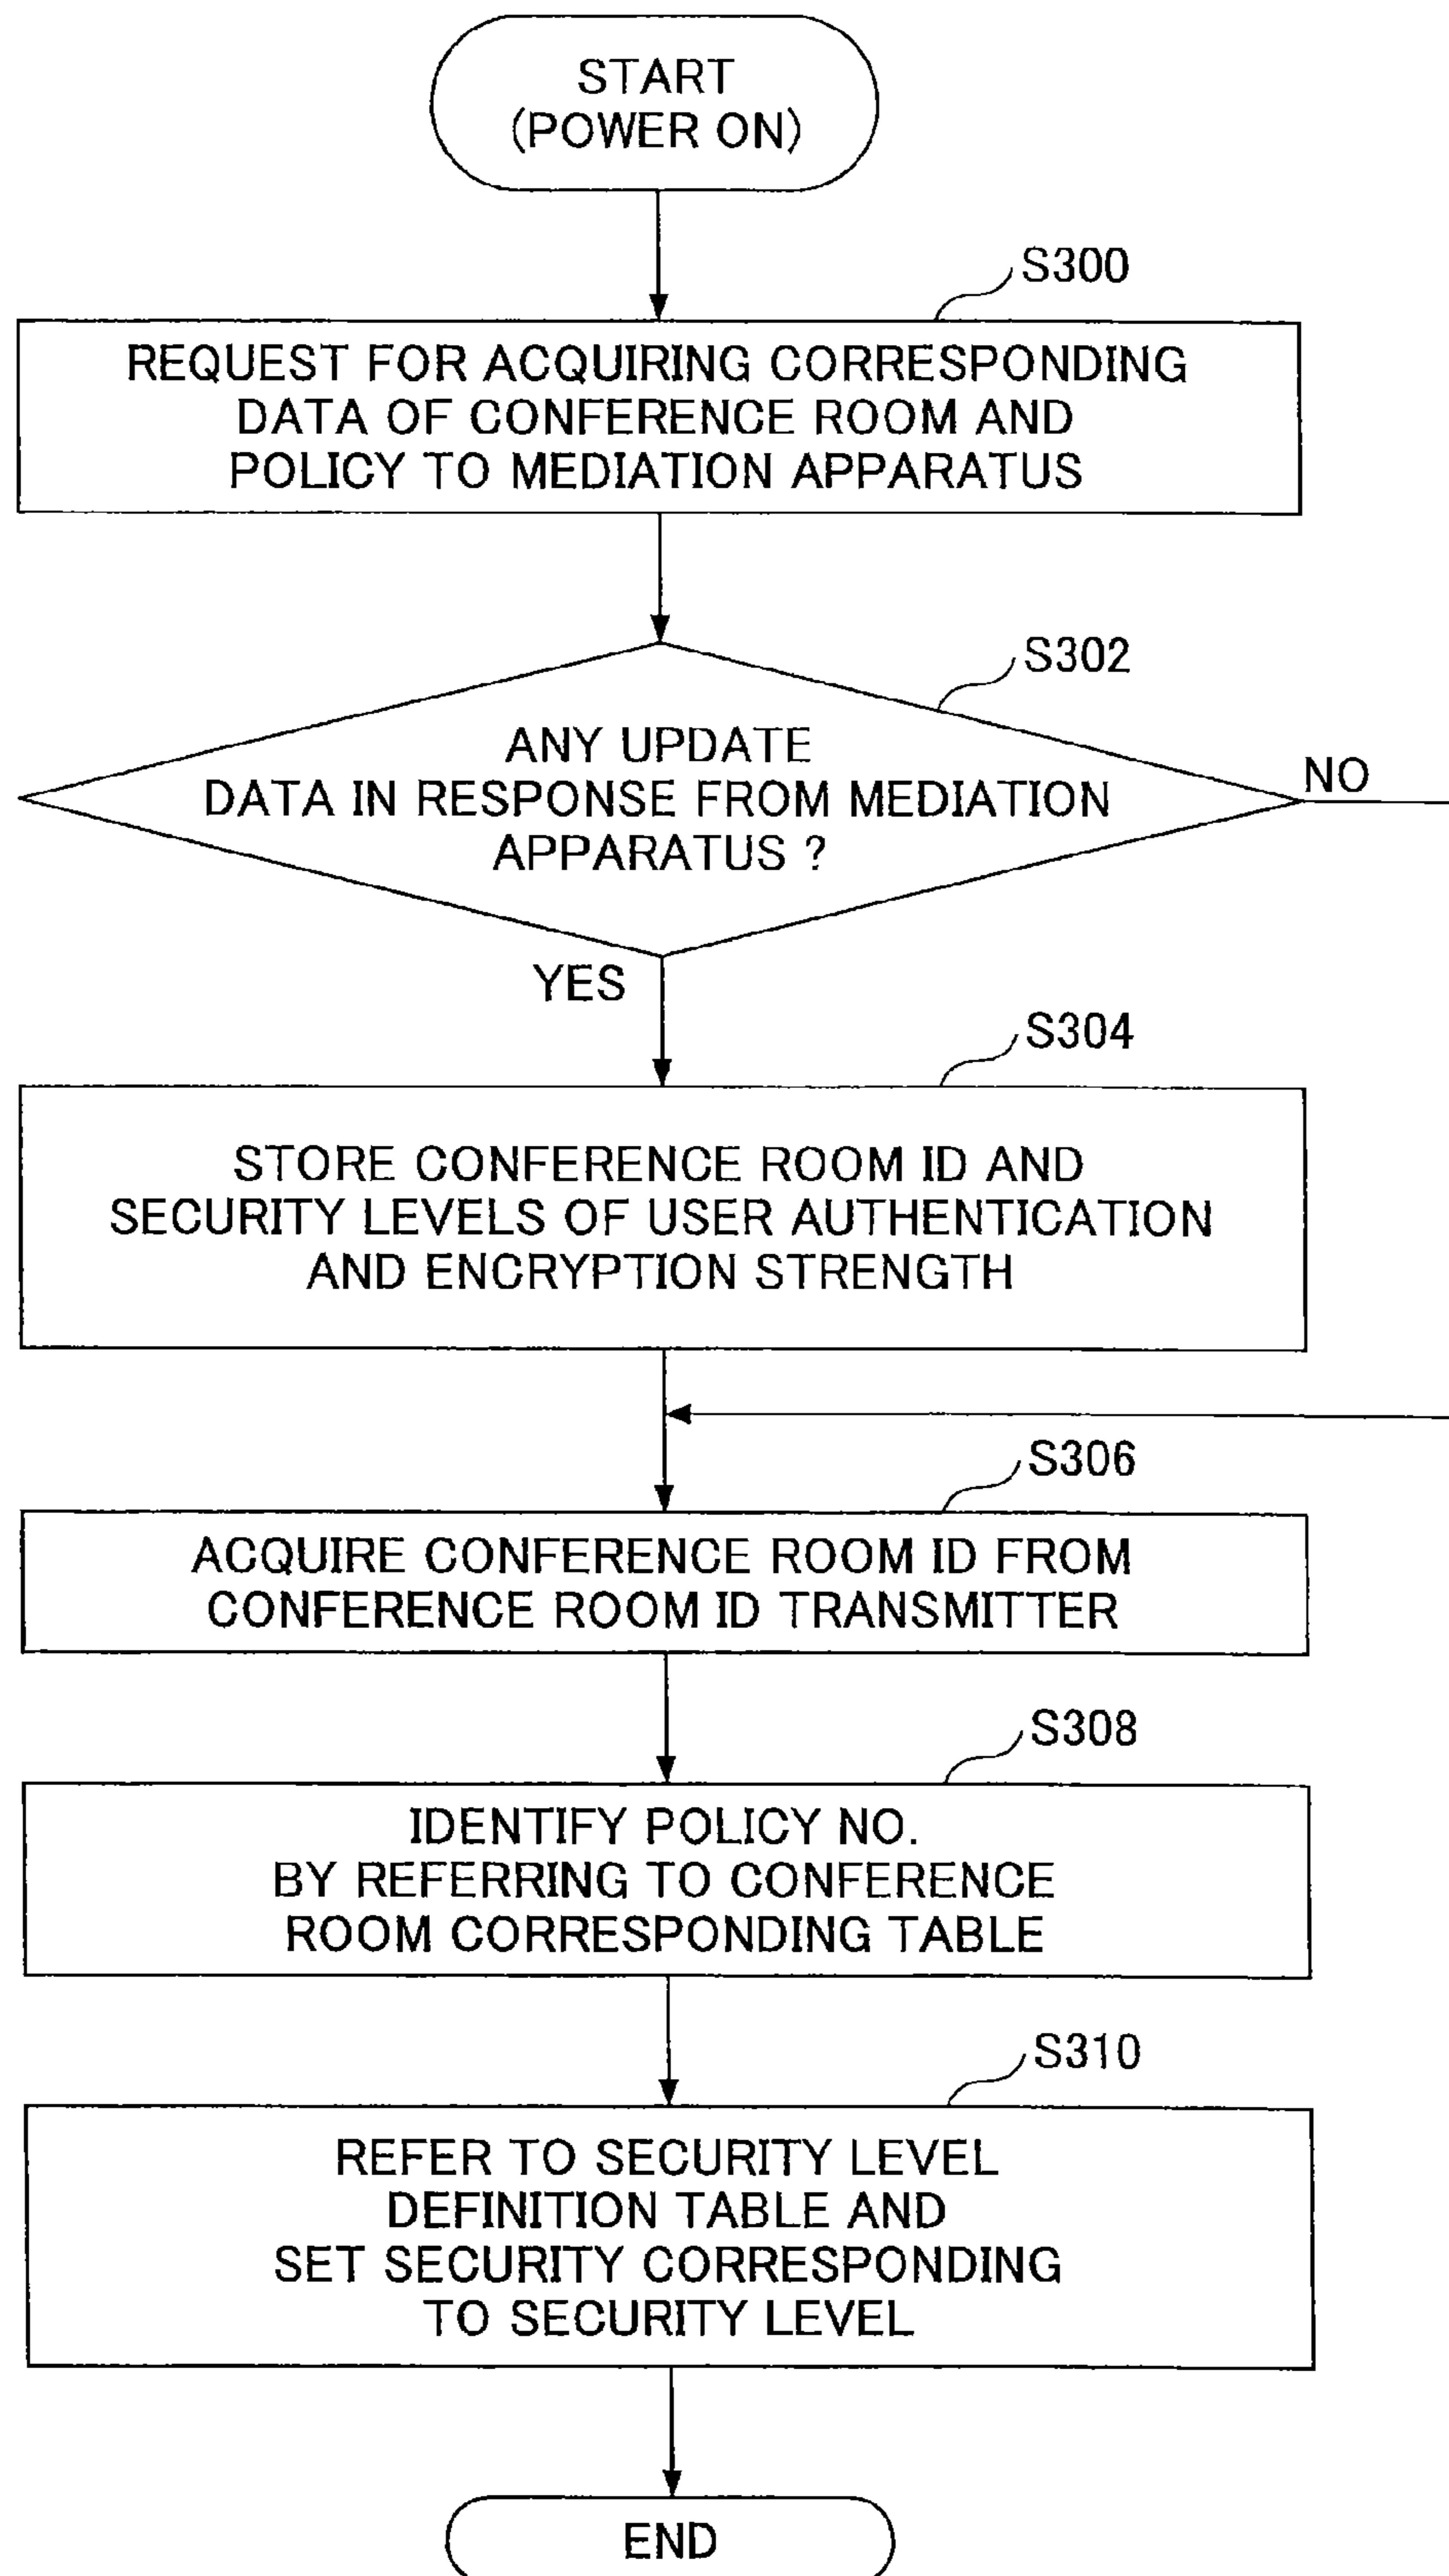 START
(POWER ON)
S300
REQUEST FOR ACQUIRING CORRESPONDING
DATA OF CONFERENCE ROOM AND
POLICY TO MEDIATION APPARATUS
S302
ANY UPDATE
DATA IN RESPONSE FROM MEDIATION
APPARATUS ?
NO
YES
S304
STORE CONFERENCE ROOM ID AND
SECURITY LEVELS OF USER AUTHENTICATION
AND ENCRYPTION STRENGTH
S306
ACQUIRE CONFERENCE ROOM ID FROM
CONFERENCE ROOM ID TRANSMITTER
S308
IDENTIFY POLICY NO.
BY REFERRING TO CONFERENCE
ROOM CORRESPONDING TABLE
S310
REFER TO SECURITY LEVEL
DEFINITION TABLE AND
SET SECURITY CORRESPONDING
TO SECURITY LEVEL
END